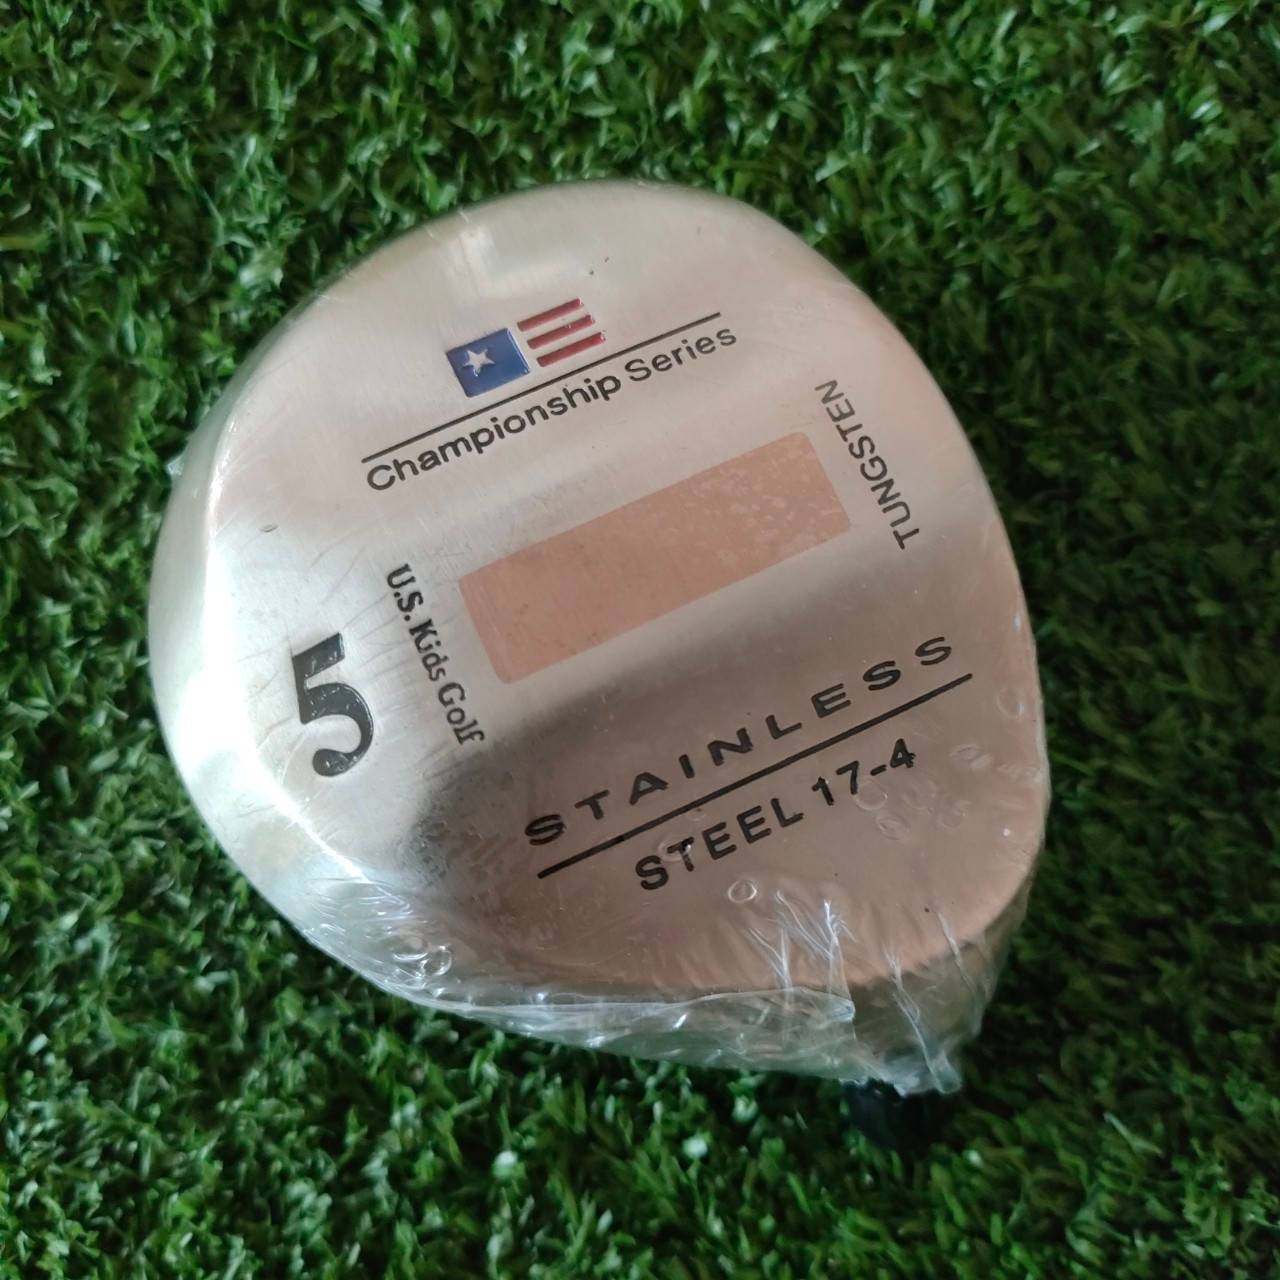 Championship Series
TUNGSTEN
U.S. Kids Golf
5
STAINLESS
STEEL 17-4